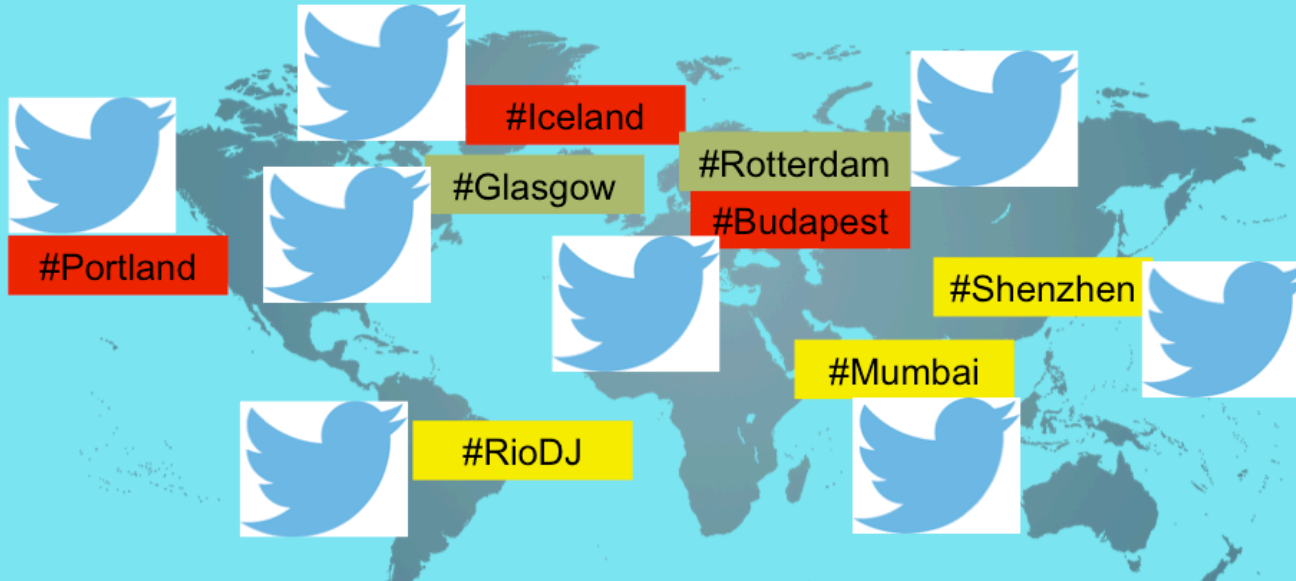 #Iceland
#Rotterdam
#Glasgow
#Budapest
#Portland
#Shenzhen
#Mumbai
#RioDJ